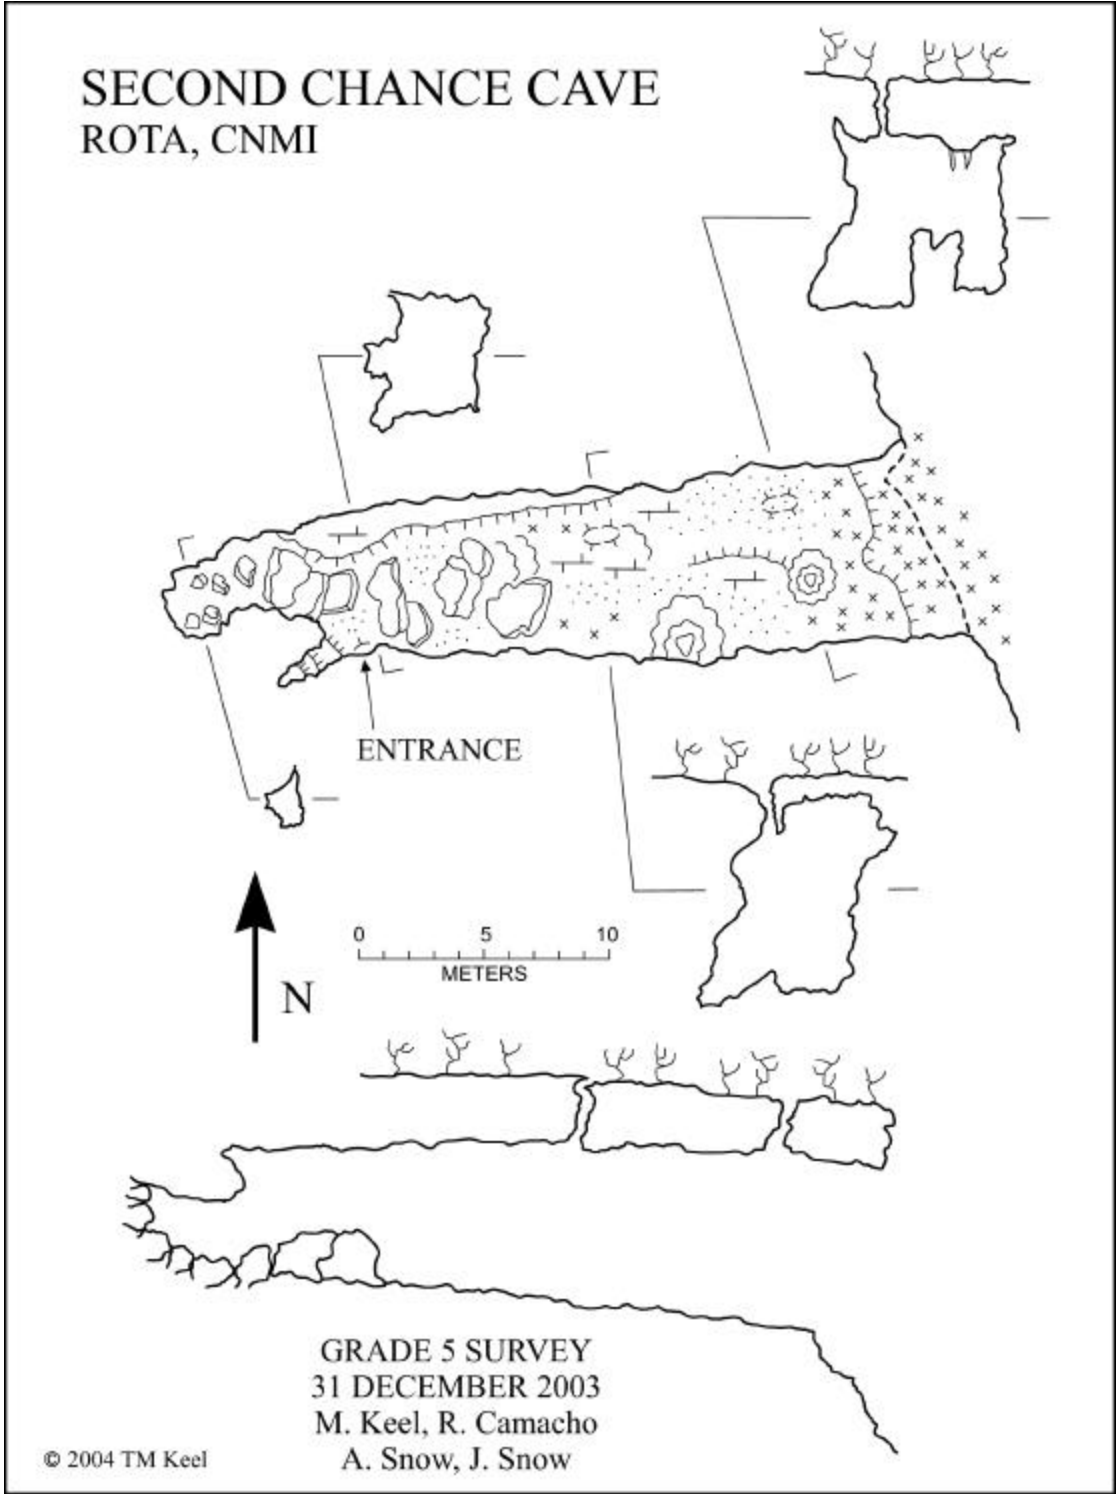 SECOND CHANCE CAVE
ROTA, CNMI
ENTRANCE
0 5 10
METERS
N
GRADE 5 SURVEY
31 DECEMBER 2003
M. Keel, R. Camacho
A. Snow, J. Snow
© 2004 TM Keel